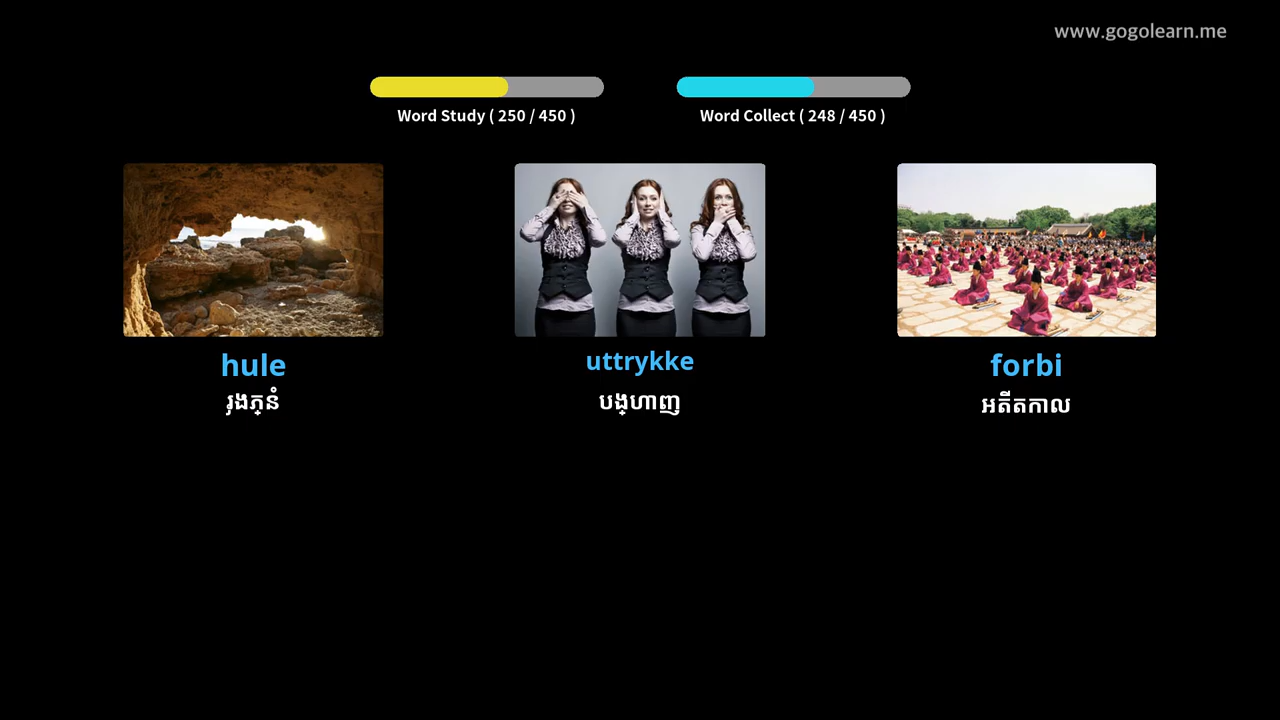 www.gogolearn.me
Word Study ( 250 / 450 )
Word Collect ( 248 / 450 )
hule
រូងភ្នំ
uttrykke
បង្ហាញ
forbi
អតីតកាល